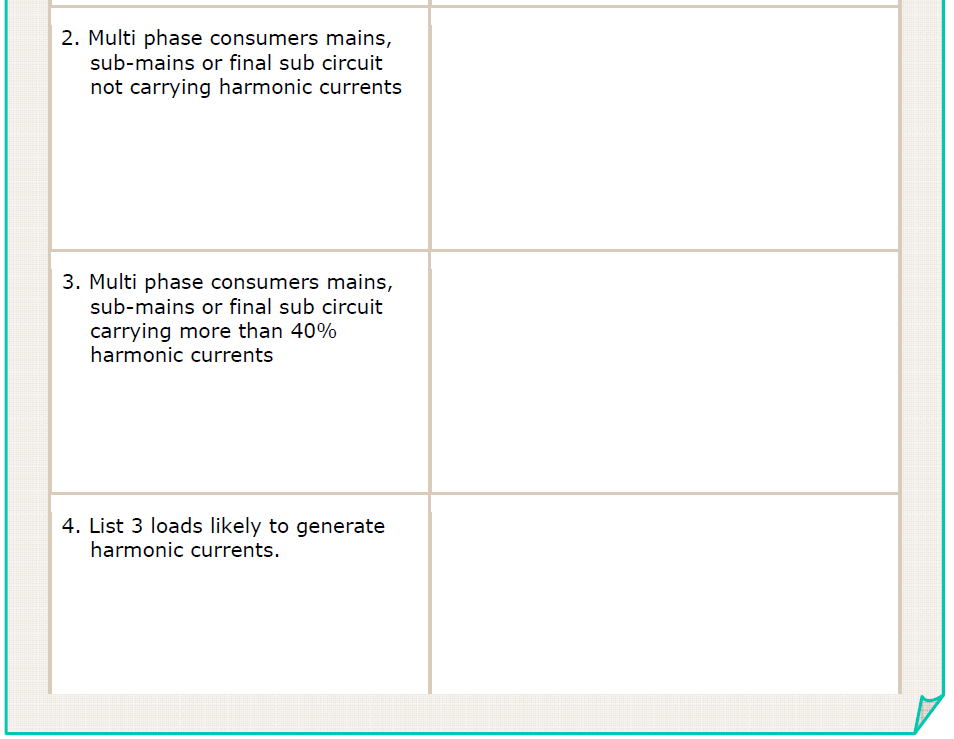 2. Multi phase consumers mains,
sub-mains or final sub circuit
not carrying harmonic currents
3. Multi phase consumers mains,
sub-mains or final sub circuit
carrying more than 40%
harmonic currents
4. List 3 loads likely to generate
harmonic currents.